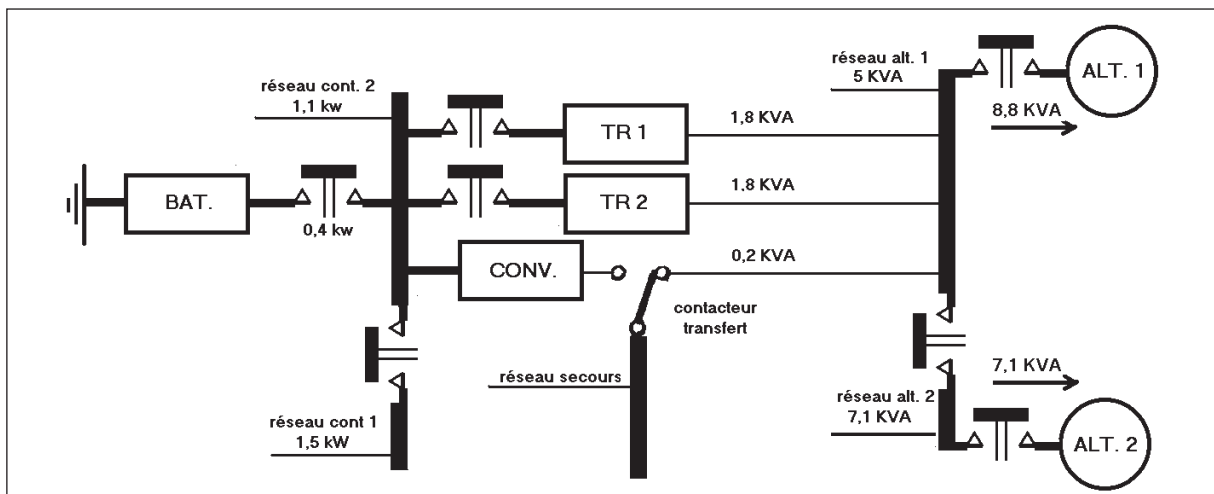 réseau cont. 2
1,1 kw
BAT.
0,4 kw
TR 1
TR 2
CONV.
1,8 KVA
1,8 KVA
0,2 KVA
contacteur
transfert
réseau secours
réseau cont 1
1,5 kW
réseau alt. 1
5 KVA
ALT. 1
8,8 KVA
7,1 KVA
réseau alt. 2
7,1 KVA
ALT. 2